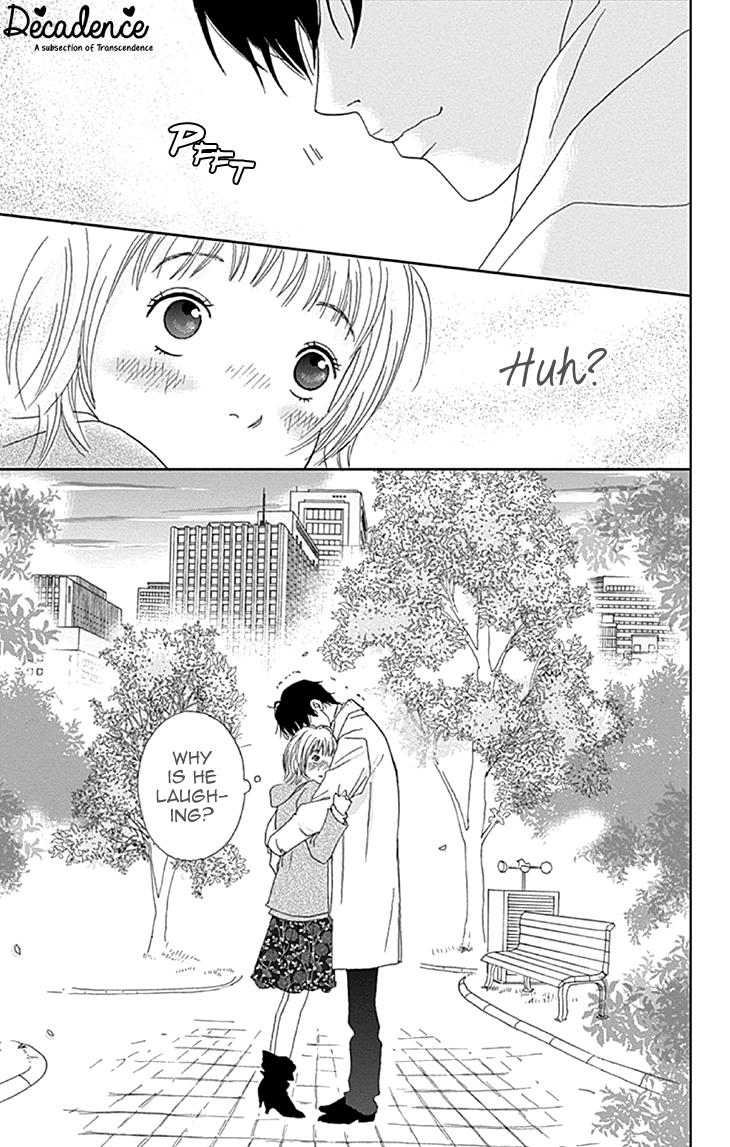 Decadence
A subsection of Transcendence
PFFT
Huh?
WHY
IS HE
LAUGH-
ING?